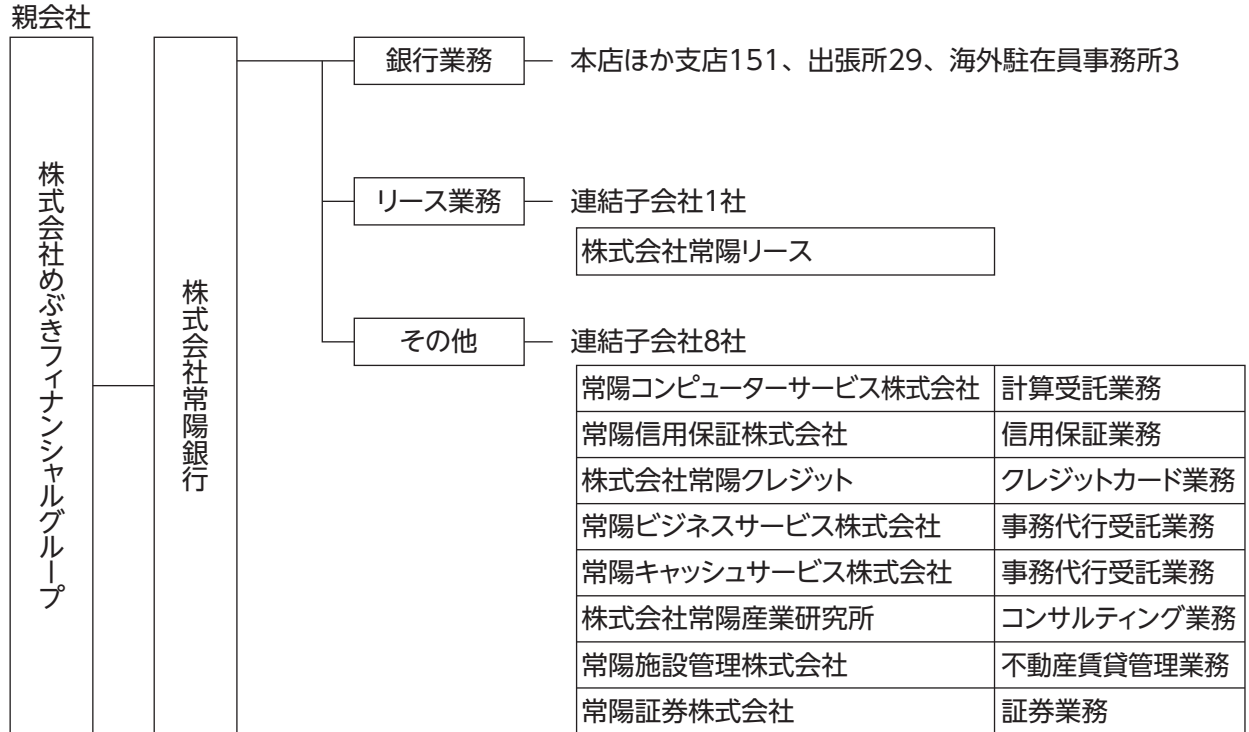 親会社
株式会社めぶきフィナンシャルグループ
株式会社常陽銀行
銀行業務
本店ほか支店151、出張所29、海外駐在員事務所3
リース業務
連結子会社1社
株式会社常陽リース
その他
連結子会社8社
常陽コンピューターサービス株式会社 計算受託業務
常陽信用保証株式会社 信用保証業務
株式会社常陽クレジット クレジットカード業務
常陽ビジネスサービス株式会社 事務代行受託業務
常陽キャッシュサービス株式会社 事務代行受託業務
株式会社常陽産業研究所 コンサルティング業務
常陽施設管理株式会社 不動産賃貸管理業務
常陽証券株式会社 証券業務